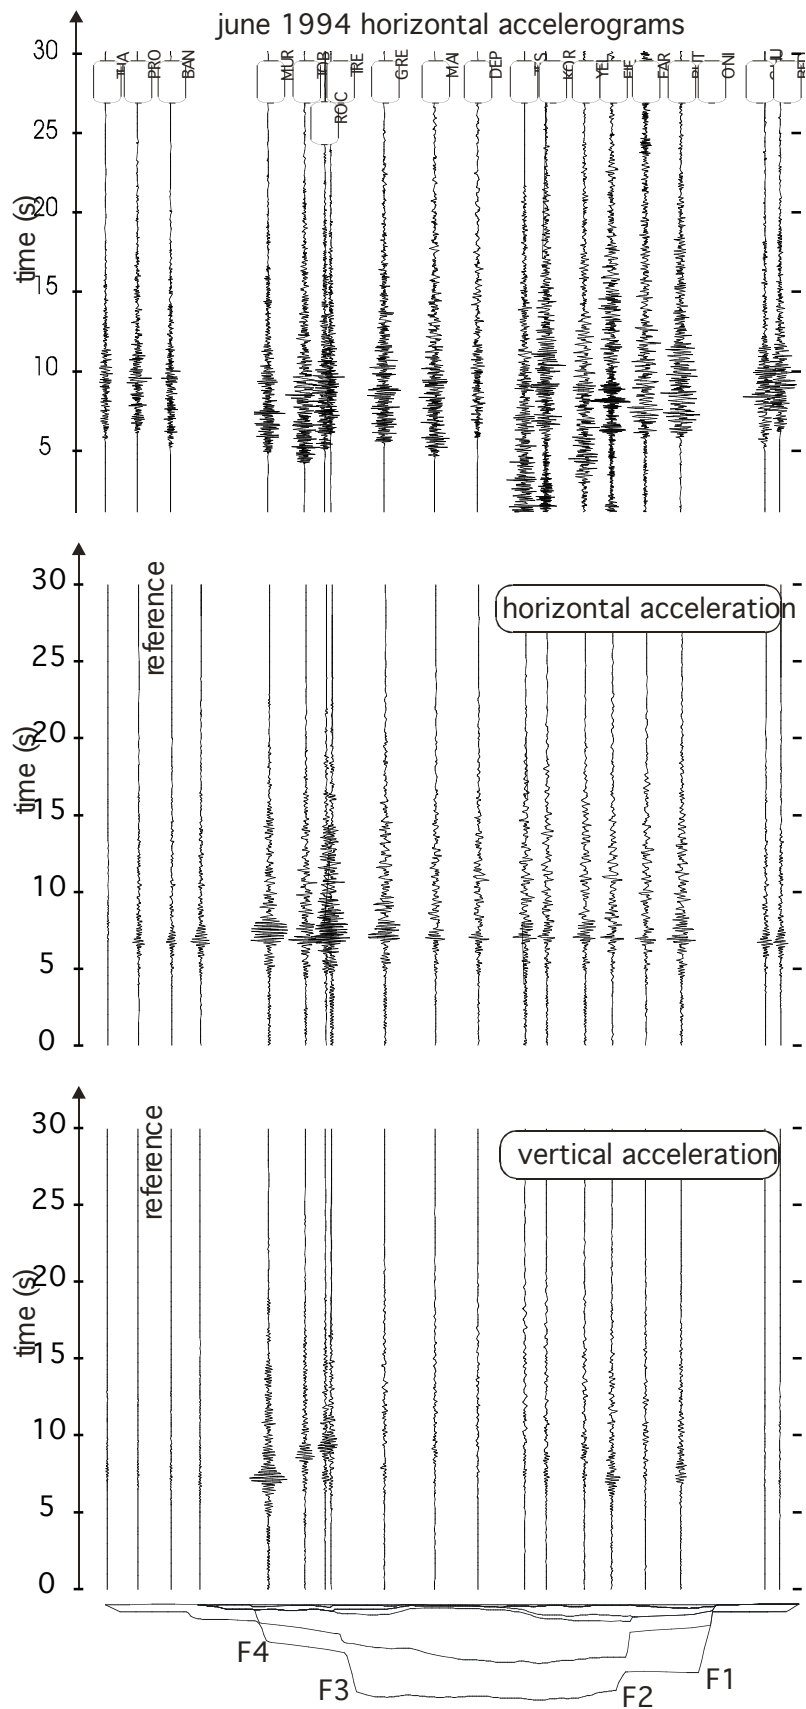 june 1994 horizontal accelerograms
30
THA
PRO
BAN
MUR
ROC
TRE
GRE
MAI
DEP
KOR
YEL
FAR
ONI
25
20
15
10
5
time (s)
reference
horizontal acceleration
30
25
20
15
10
5
0
time (s)
reference
vertical acceleration
30
25
20
15
10
5
0
time (s)
F4
F3
F2
F1